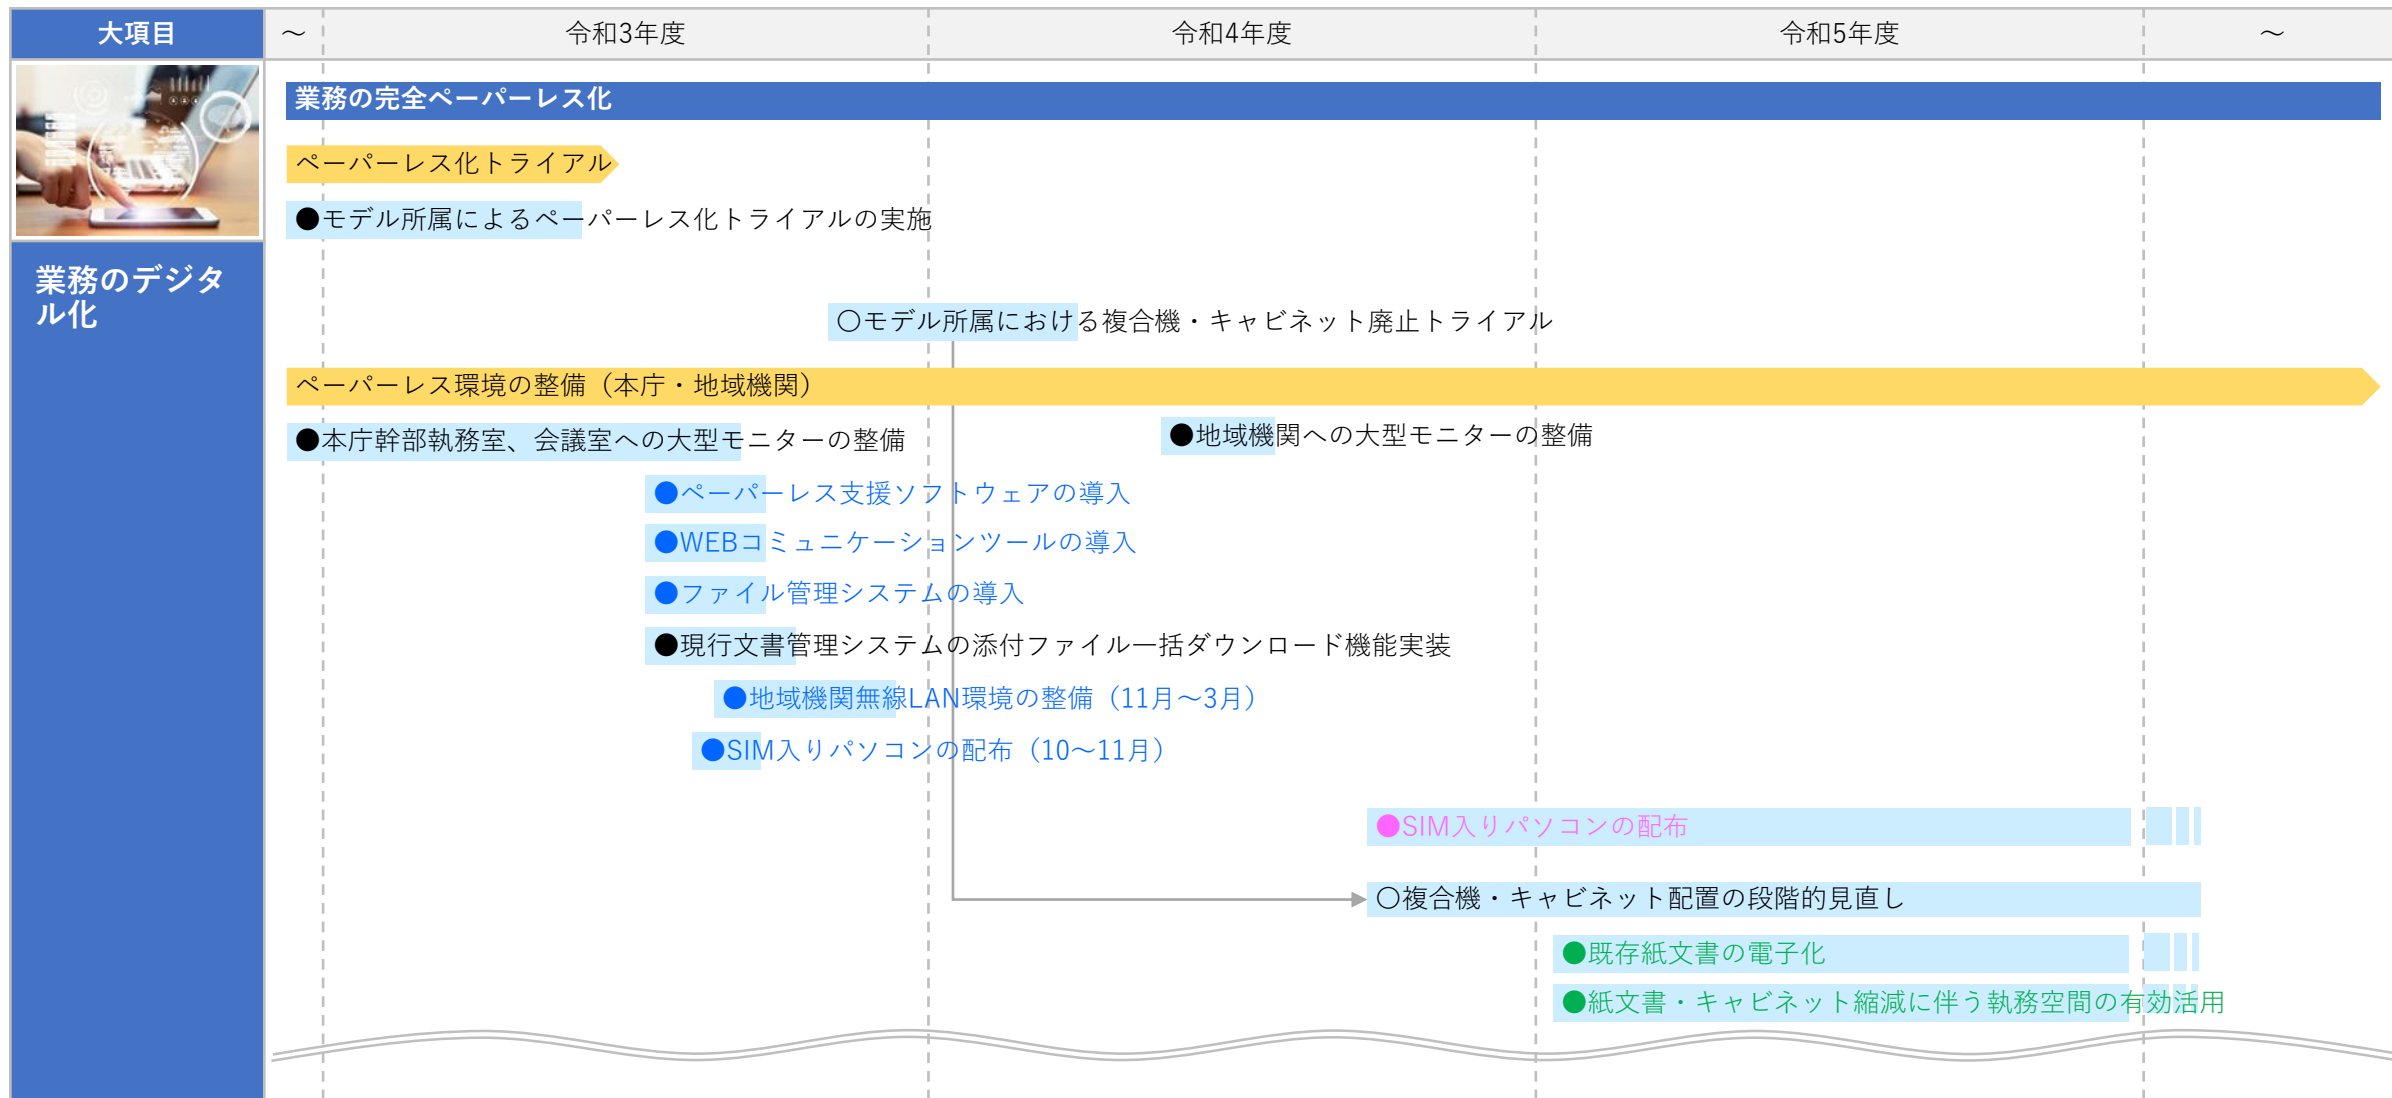 大項目
～
令和3年度
令和4年度
令和5年度
～
業務の完全ペーパーレス化
ペーパーレス化トライアル
●モデル所属によるペーパーレス化トライアルの実施
業務のデジタ
ル化
〇モデル所属における複合機・キャビネット廃止トライアル
ペーパーレス環境の整備（本庁・地域機関）
●本庁幹部執務室、会議室への大型モニターの整備
●地域機関への大型モニターの整備
●ペーパーレス支援ソフトウェアの導入
●WEBコミュニケーションツールの導入
●ファイル管理システムの導入
●現行文書管理システムの添付ファイル一括ダウンロード機能実装
●地域機関無線LAN環境の整備（11月～3月）
●SIM入りパソコンの配布（10～11月）
●SIM入りパソコンの配布
〇複合機・キャビネット配置の段階的見直し
●既存紙文書の電子化
●紙文書・キャビネット縮減に伴う執務空間の有効活用